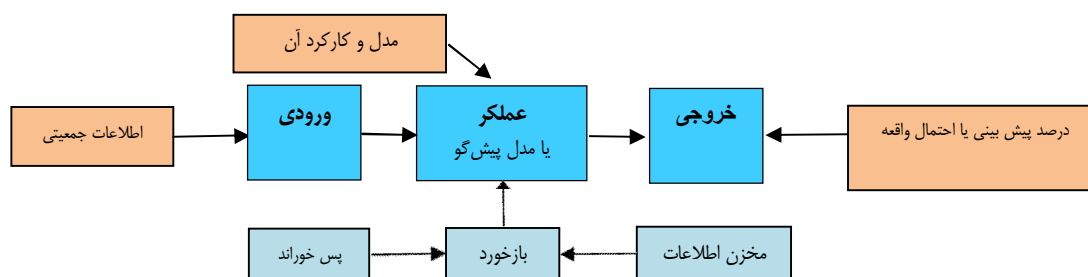 مدل و کارکرد آن
درصد پیش بینی یا احتمال واقعه
خروجی
عملکر
یا مدل پیش‌گو
ورودی
اطلاعات جمعیتی
مخزن اطلاعات
بازخورد
پس خوراند